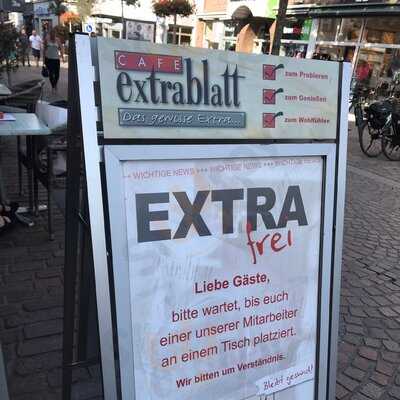 CAFE
extrablatt
Das gewisse Extra...
zum Probieren
zum Genießen
zum Wohlfühlen
WICHTIGE NEWS +++ WICHTIGE NEWS +++ WICHTIGE NEWS
EXTRA
frei
Liebe Gäste,
bitte wartet, bis euch
einer unserer Mitarbeiter
an einem Tisch platziert.
Wir bitten um Verständnis.
Bleibt gesund!